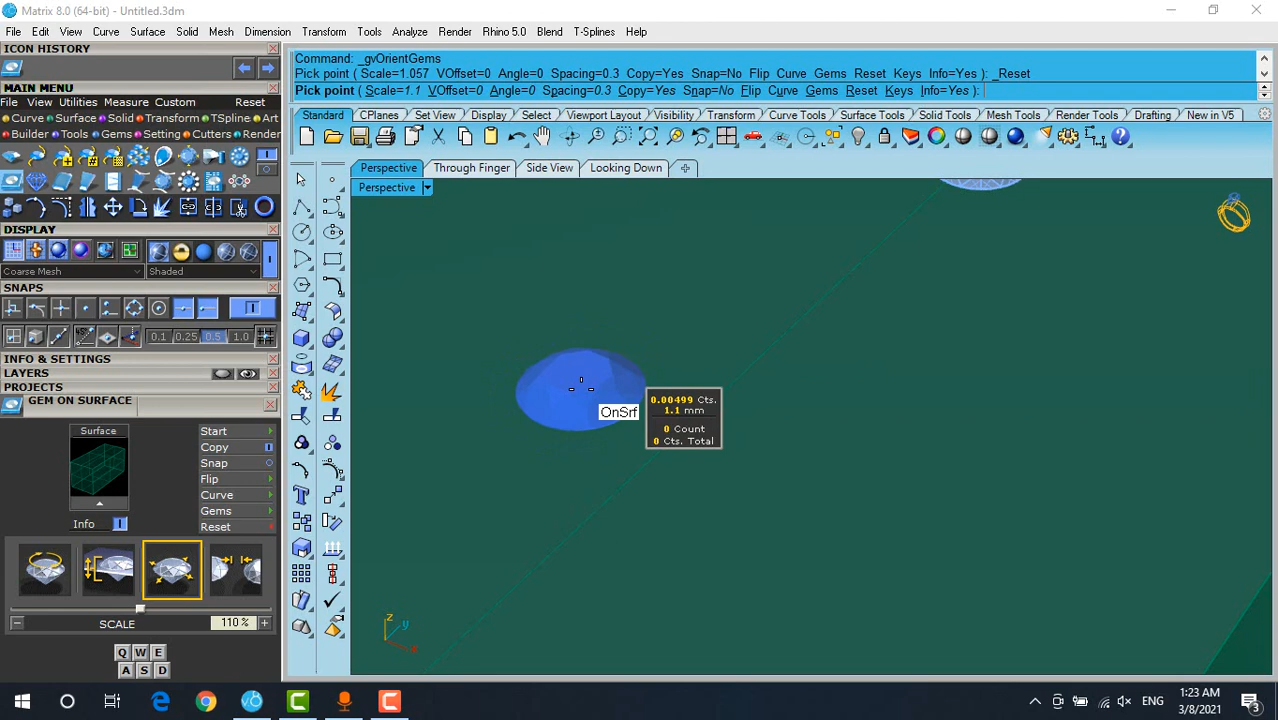 Matrix 8.0 (64-bit) - Untitled.3dm
File Edit View Curve Surface Solid Mesh Dimension Transform Tools Analyze Render Rhino 5.0 Blend T-Splines Help
ICON HISTORY
MAIN MENU
File View Utilities Measure Custom Reset
Curve Surface Solid Transform TSpline
Builder Tools Gems Setting Cutters Render
DISPLAY
Coarse Mesh Shaded
SNAPS
0.1 0.25 0.5 1.0
INFO & SETTINGS
LAYERS
PROJECTS
GEM ON SURFACE
Surface
Start
Copy
Snap
Flip
Curve
Gems
Reset
Info
SCALE 110 %
Q W E
A S D
Command: _gvOrientGems
Pick point ( Scale=1.057 VOffset=0 Angle=0 Spacing=0.3 Copy=Yes Snap=No Flip Curve Gems Reset Keys Info=Yes ): _Reset
Pick point ( Scale=1.1 VOffset=0 Angle=0 Spacing=0.3 Copy=Yes Snap=No Flip Curve Gems Reset Keys Info=Yes ):
Standard CPlanes Set View Display Select Viewport Layout Visibility Transform Curve Tools Surface Tools Solid Tools Mesh Tools Render Tools Drafting New in V5
Perspective Through Finger Side View Looking Down
Perspective
OnSrf
0.00499 Cts.
1.1 mm
0 Count
0 Cts. Total
z
y
x
ENG
1:23 AM
3/8/2021
3